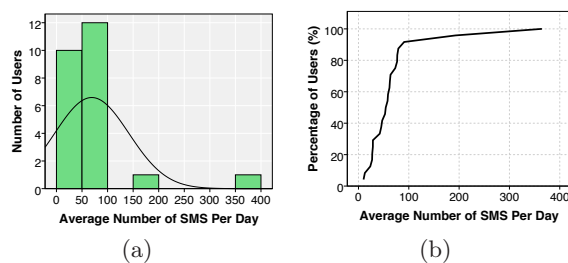 Number of Users
12
10
8
6
4
2
0
0 50 100 150 200 250 300 350 400
Average Number of SMS Per Day
(a)
Percentage of Users (%)
100
80
60
40
20
0
0 100 200 300 400
Average Number of SMS Per Day
(b)